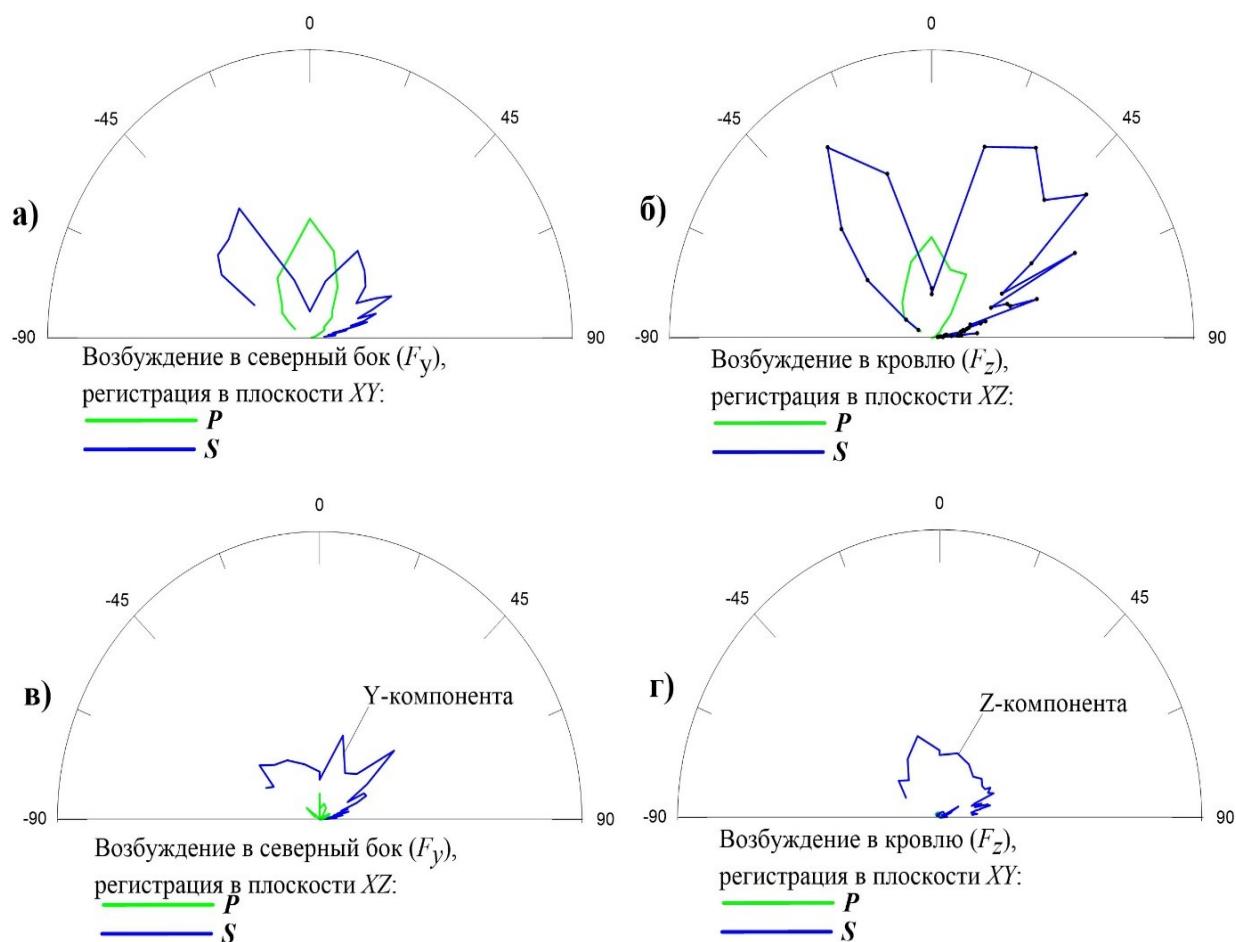 0
-45
45
а)
-90
90
Возбуждение в северный бок (Fy),
регистрация в плоскости XY:
P
S
0
-45
45
б)
-90
90
Возбуждение в кровлю (Fz),
регистрация в плоскости XZ:
P
S
0
-45
45
в)
Y-компонента
-90
90
Возбуждение в северный бок (Fy),
регистрация в плоскости XZ:
P
S
0
-45
45
г)
Z-компонента
-90
90
Возбуждение в кровлю (Fz),
регистрация в плоскости XY:
P
S